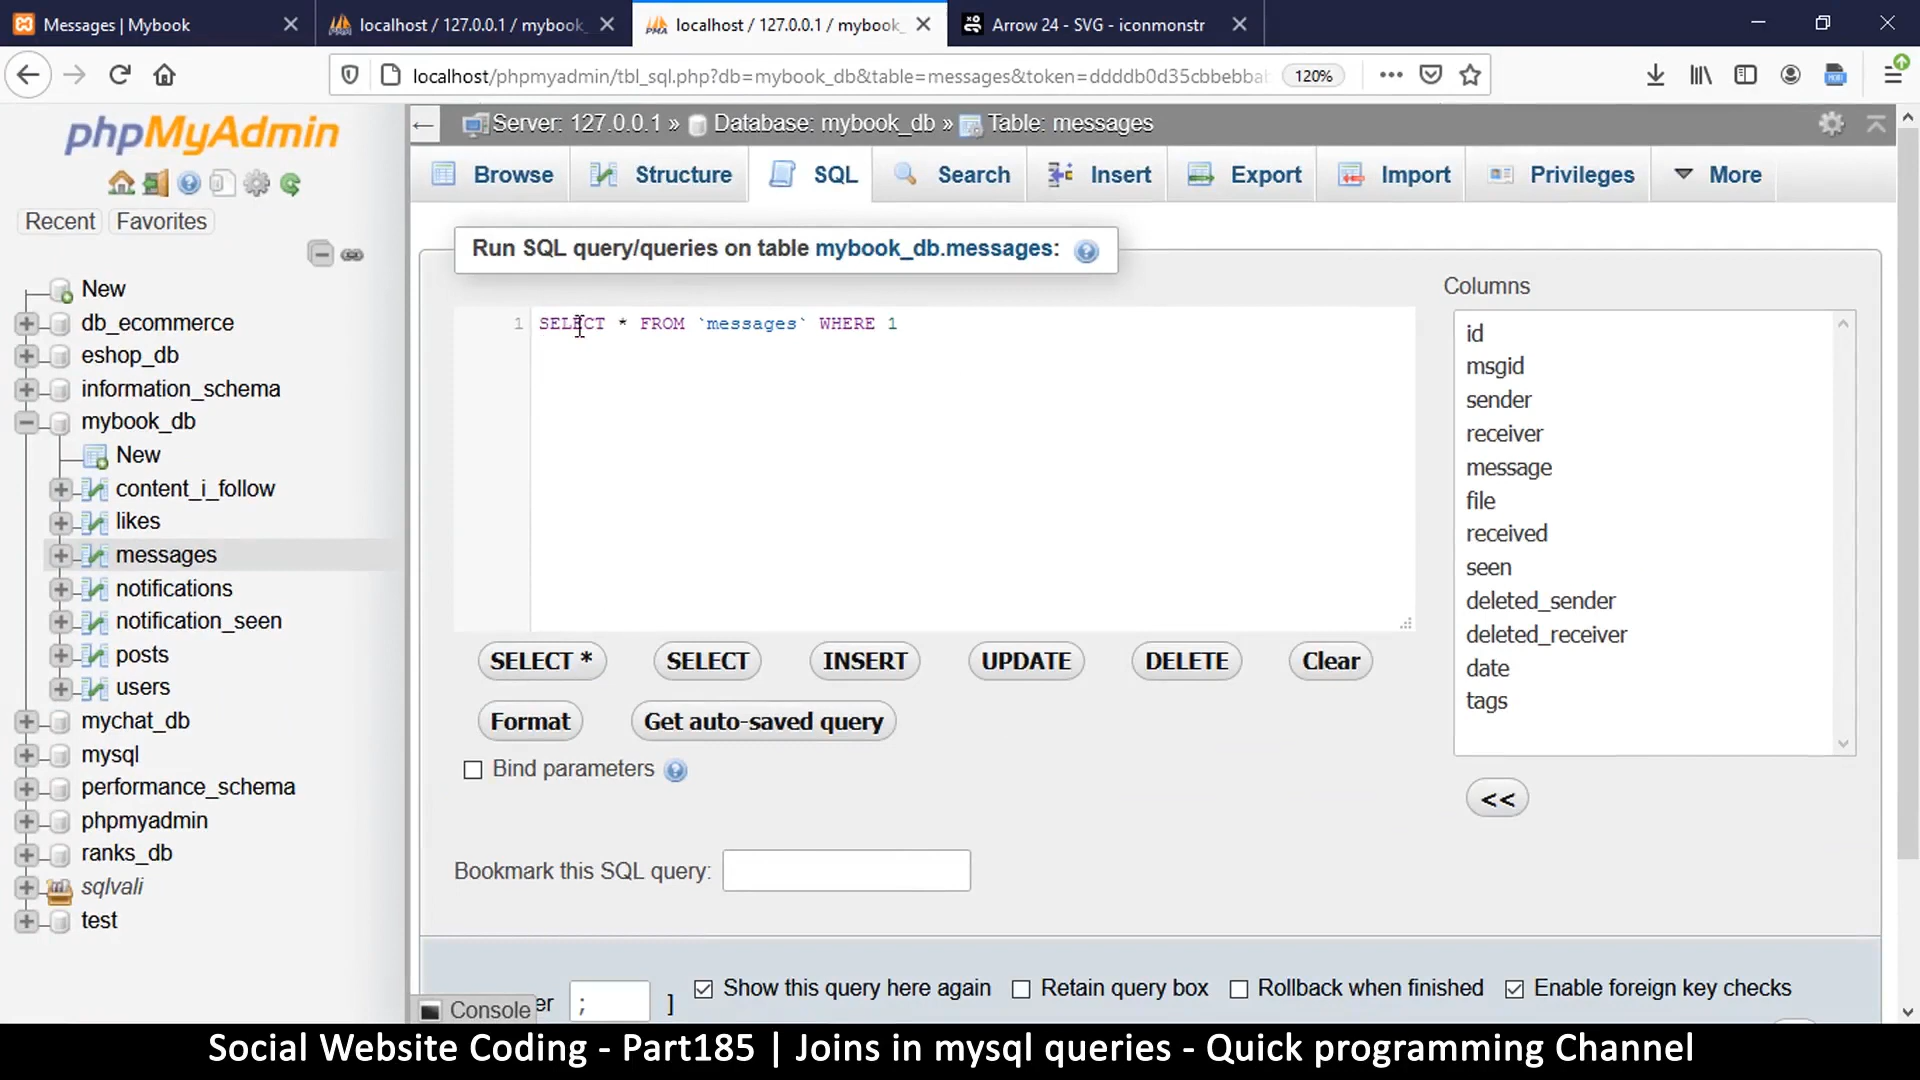 Messages | Mybook
localhost / 127.0.0.1 / mybook_
localhost / 127.0.0.1 / mybook_
Arrow 24 - SVG - iconmonstr
localhost/phpmyadmin/tbl_sql.php?db=mybook_db&table=messages&token=ddddb0d35cbbebbab
120%
phpMyAdmin
Recent
Favorites
New
db_ecommerce
eshop_db
information_schema
mybook_db
New
content_i_follow
likes
messages
notifications
notification_seen
posts
users
mychat_db
mysql
performance_schema
phpmyadmin
ranks_db
sqlvali
test
Server: 127.0.0.1 » Database: mybook_db » Table: messages
Browse
Structure
SQL
Search
Insert
Export
Import
Privileges
More
Run SQL query/queries on table mybook_db.messages:
1 SELECT * FROM `messages` WHERE 1
Columns
id
msgid
sender
receiver
message
file
received
seen
deleted_sender
deleted_receiver
date
tags
<<
SELECT *
SELECT
INSERT
UPDATE
DELETE
Clear
Format
Get auto-saved query
Bind parameters
Bookmark this SQL query:
Console
er
; ]
Show this query here again
Retain query box
Rollback when finished
Enable foreign key checks
Social Website Coding - Part185 | Joins in mysql queries - Quick programming Channel